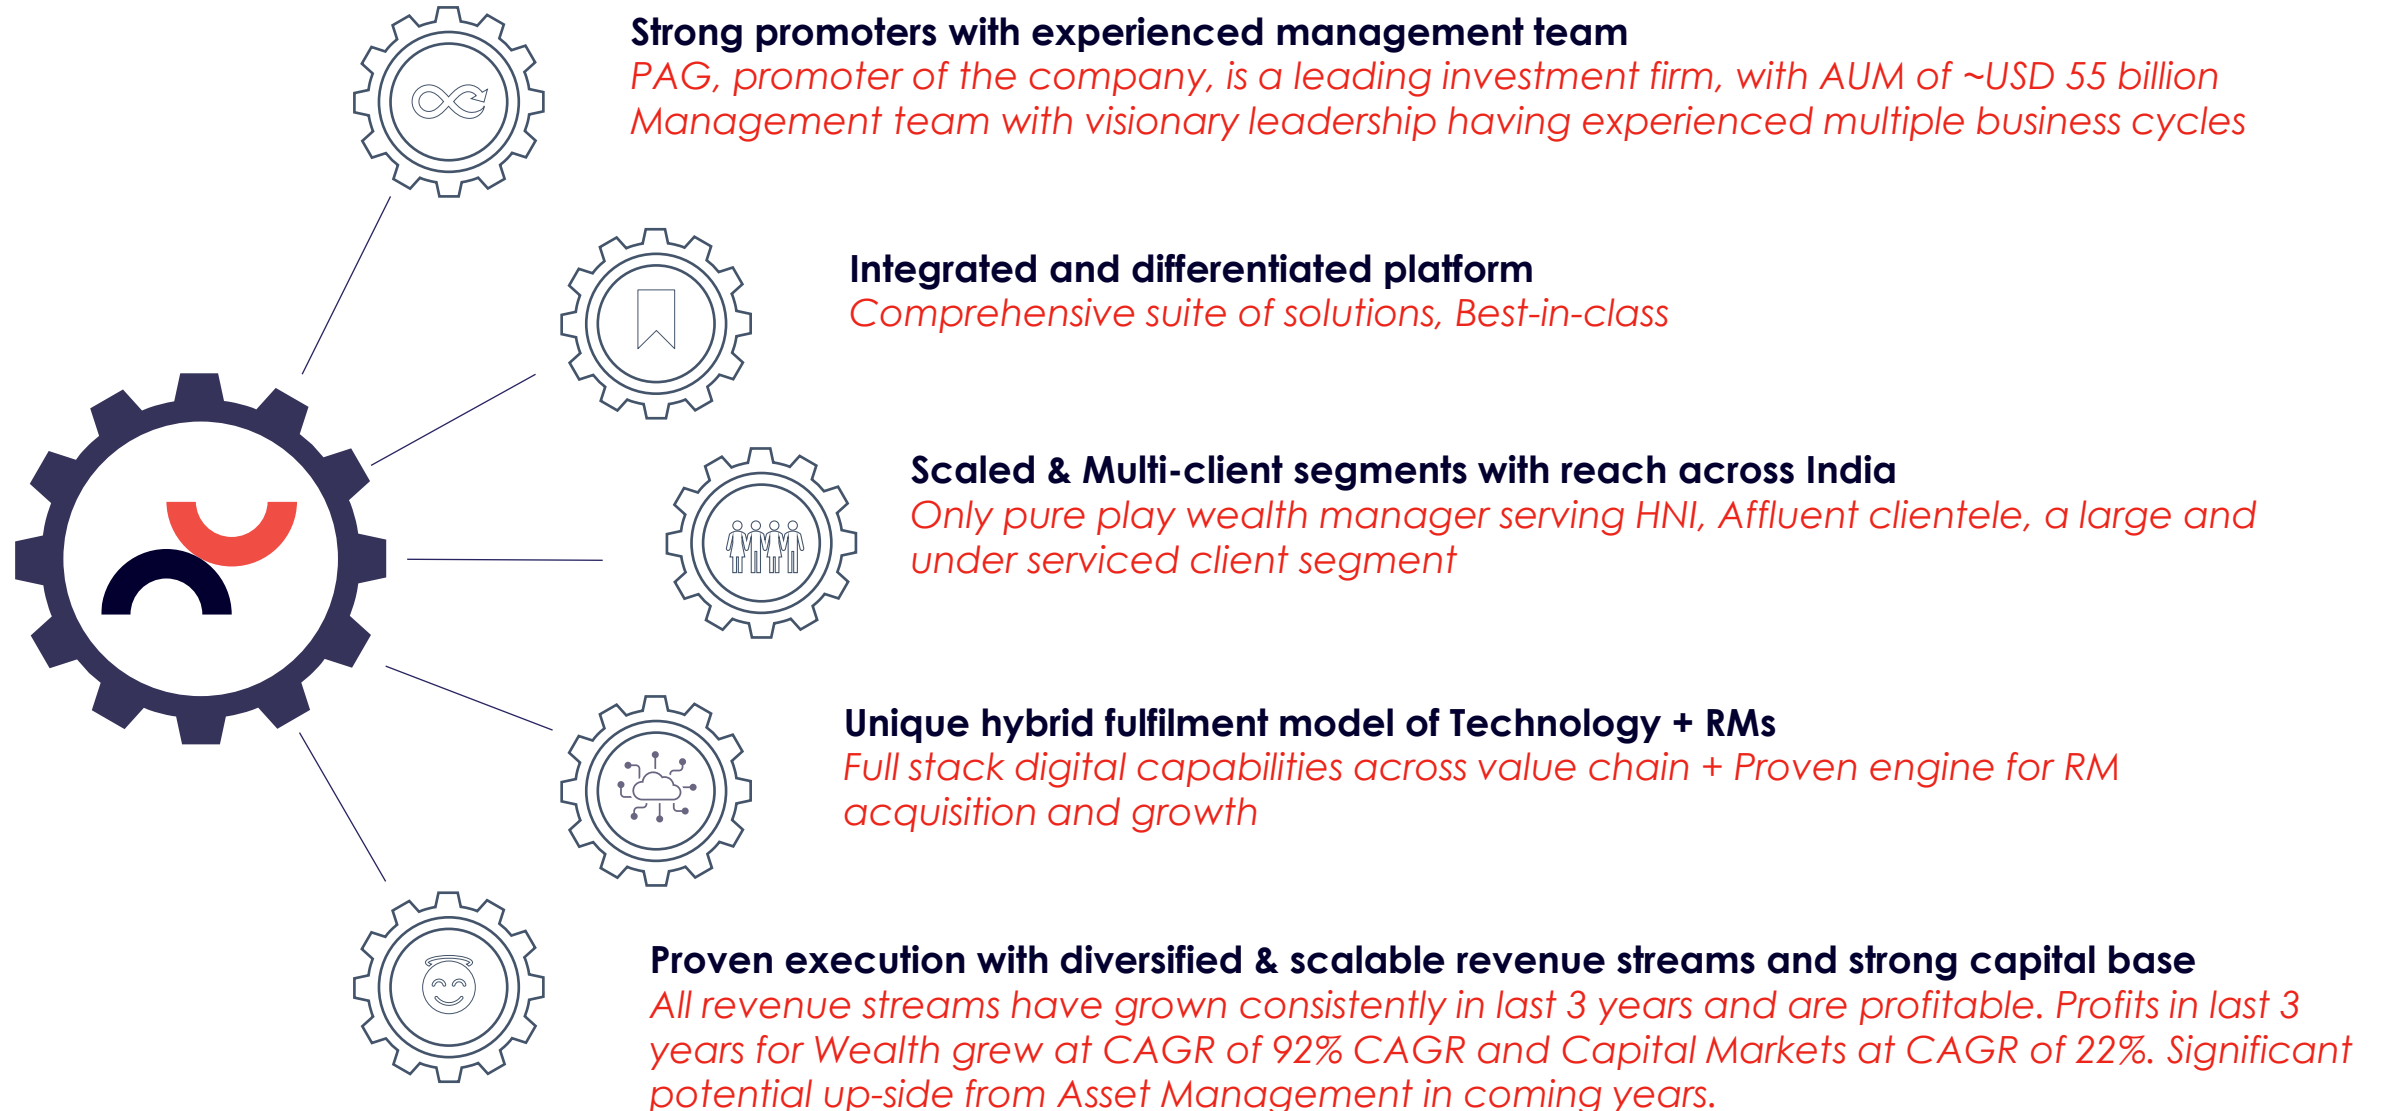 Strong promoters with experienced management team
PAG, promoter of the company, is a leading investment firm, with AUM of ~USD 55 billion
Management team with visionary leadership having experienced multiple business cycles
Integrated and differentiated platform
Comprehensive suite of solutions, Best-in-class
Scaled & Multi-client segments with reach across India
Only pure play wealth manager serving HNI, Affluent clientele, a large and
under serviced client segment
Unique hybrid fulfilment model of Technology + RMs
Full stack digital capabilities across value chain + Proven engine for RM
acquisition and growth
Proven execution with diversified & scalable revenue streams and strong capital base
All revenue streams have grown consistently in last 3 years and are profitable. Profits in last 3
years for Wealth grew at CAGR of 92% CAGR and Capital Markets at CAGR of 22%. Significant
potential up-side from Asset Management in coming years.